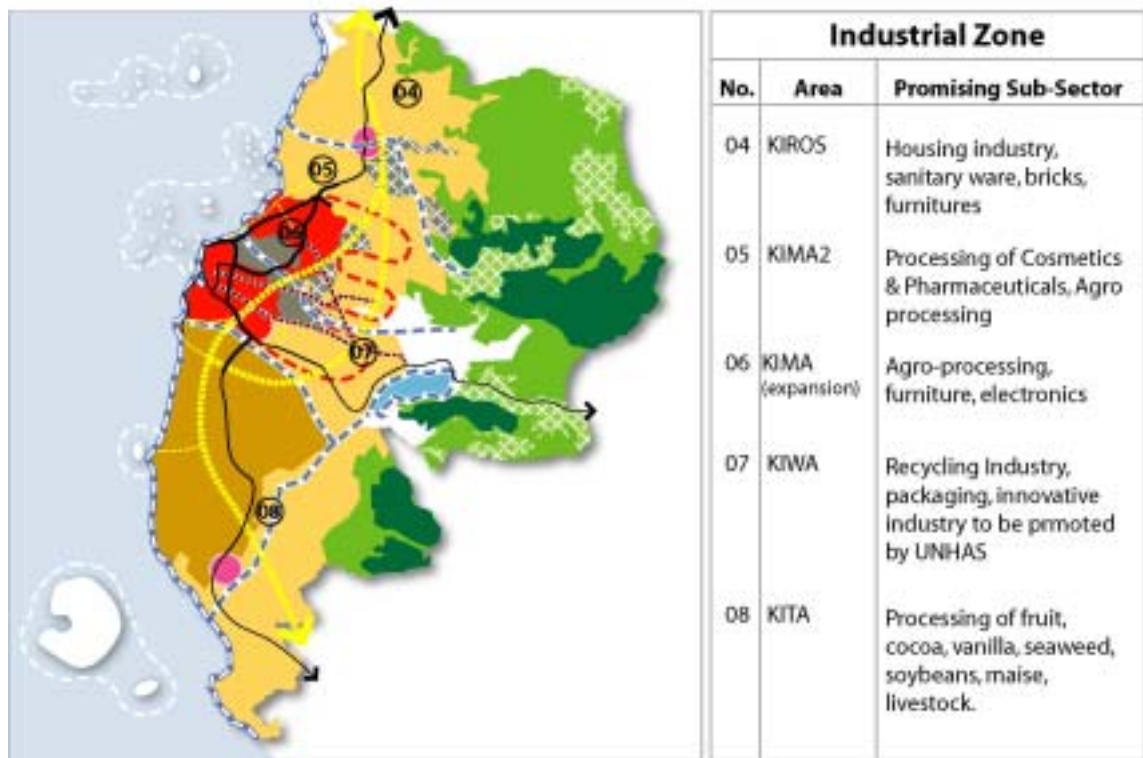 04
05
06
07
08
Industrial Zone
No. Area Promising Sub-Sector
04 KIROS Housing industry,
sanitary ware, bricks,
furnitures
05 KIMA2 Processing of Cosmetics
& Pharmaceuticals, Agro
processing
06 KIMA Agro-processing,
(expansion) furniture, electronics
07 KIWA Recycling Industry,
packaging, innovative
industry to be prmoted
by UNHAS
08 KITA Processing of fruit,
cocoa, vanilla, seaweed,
soybeans, maise,
livestock.